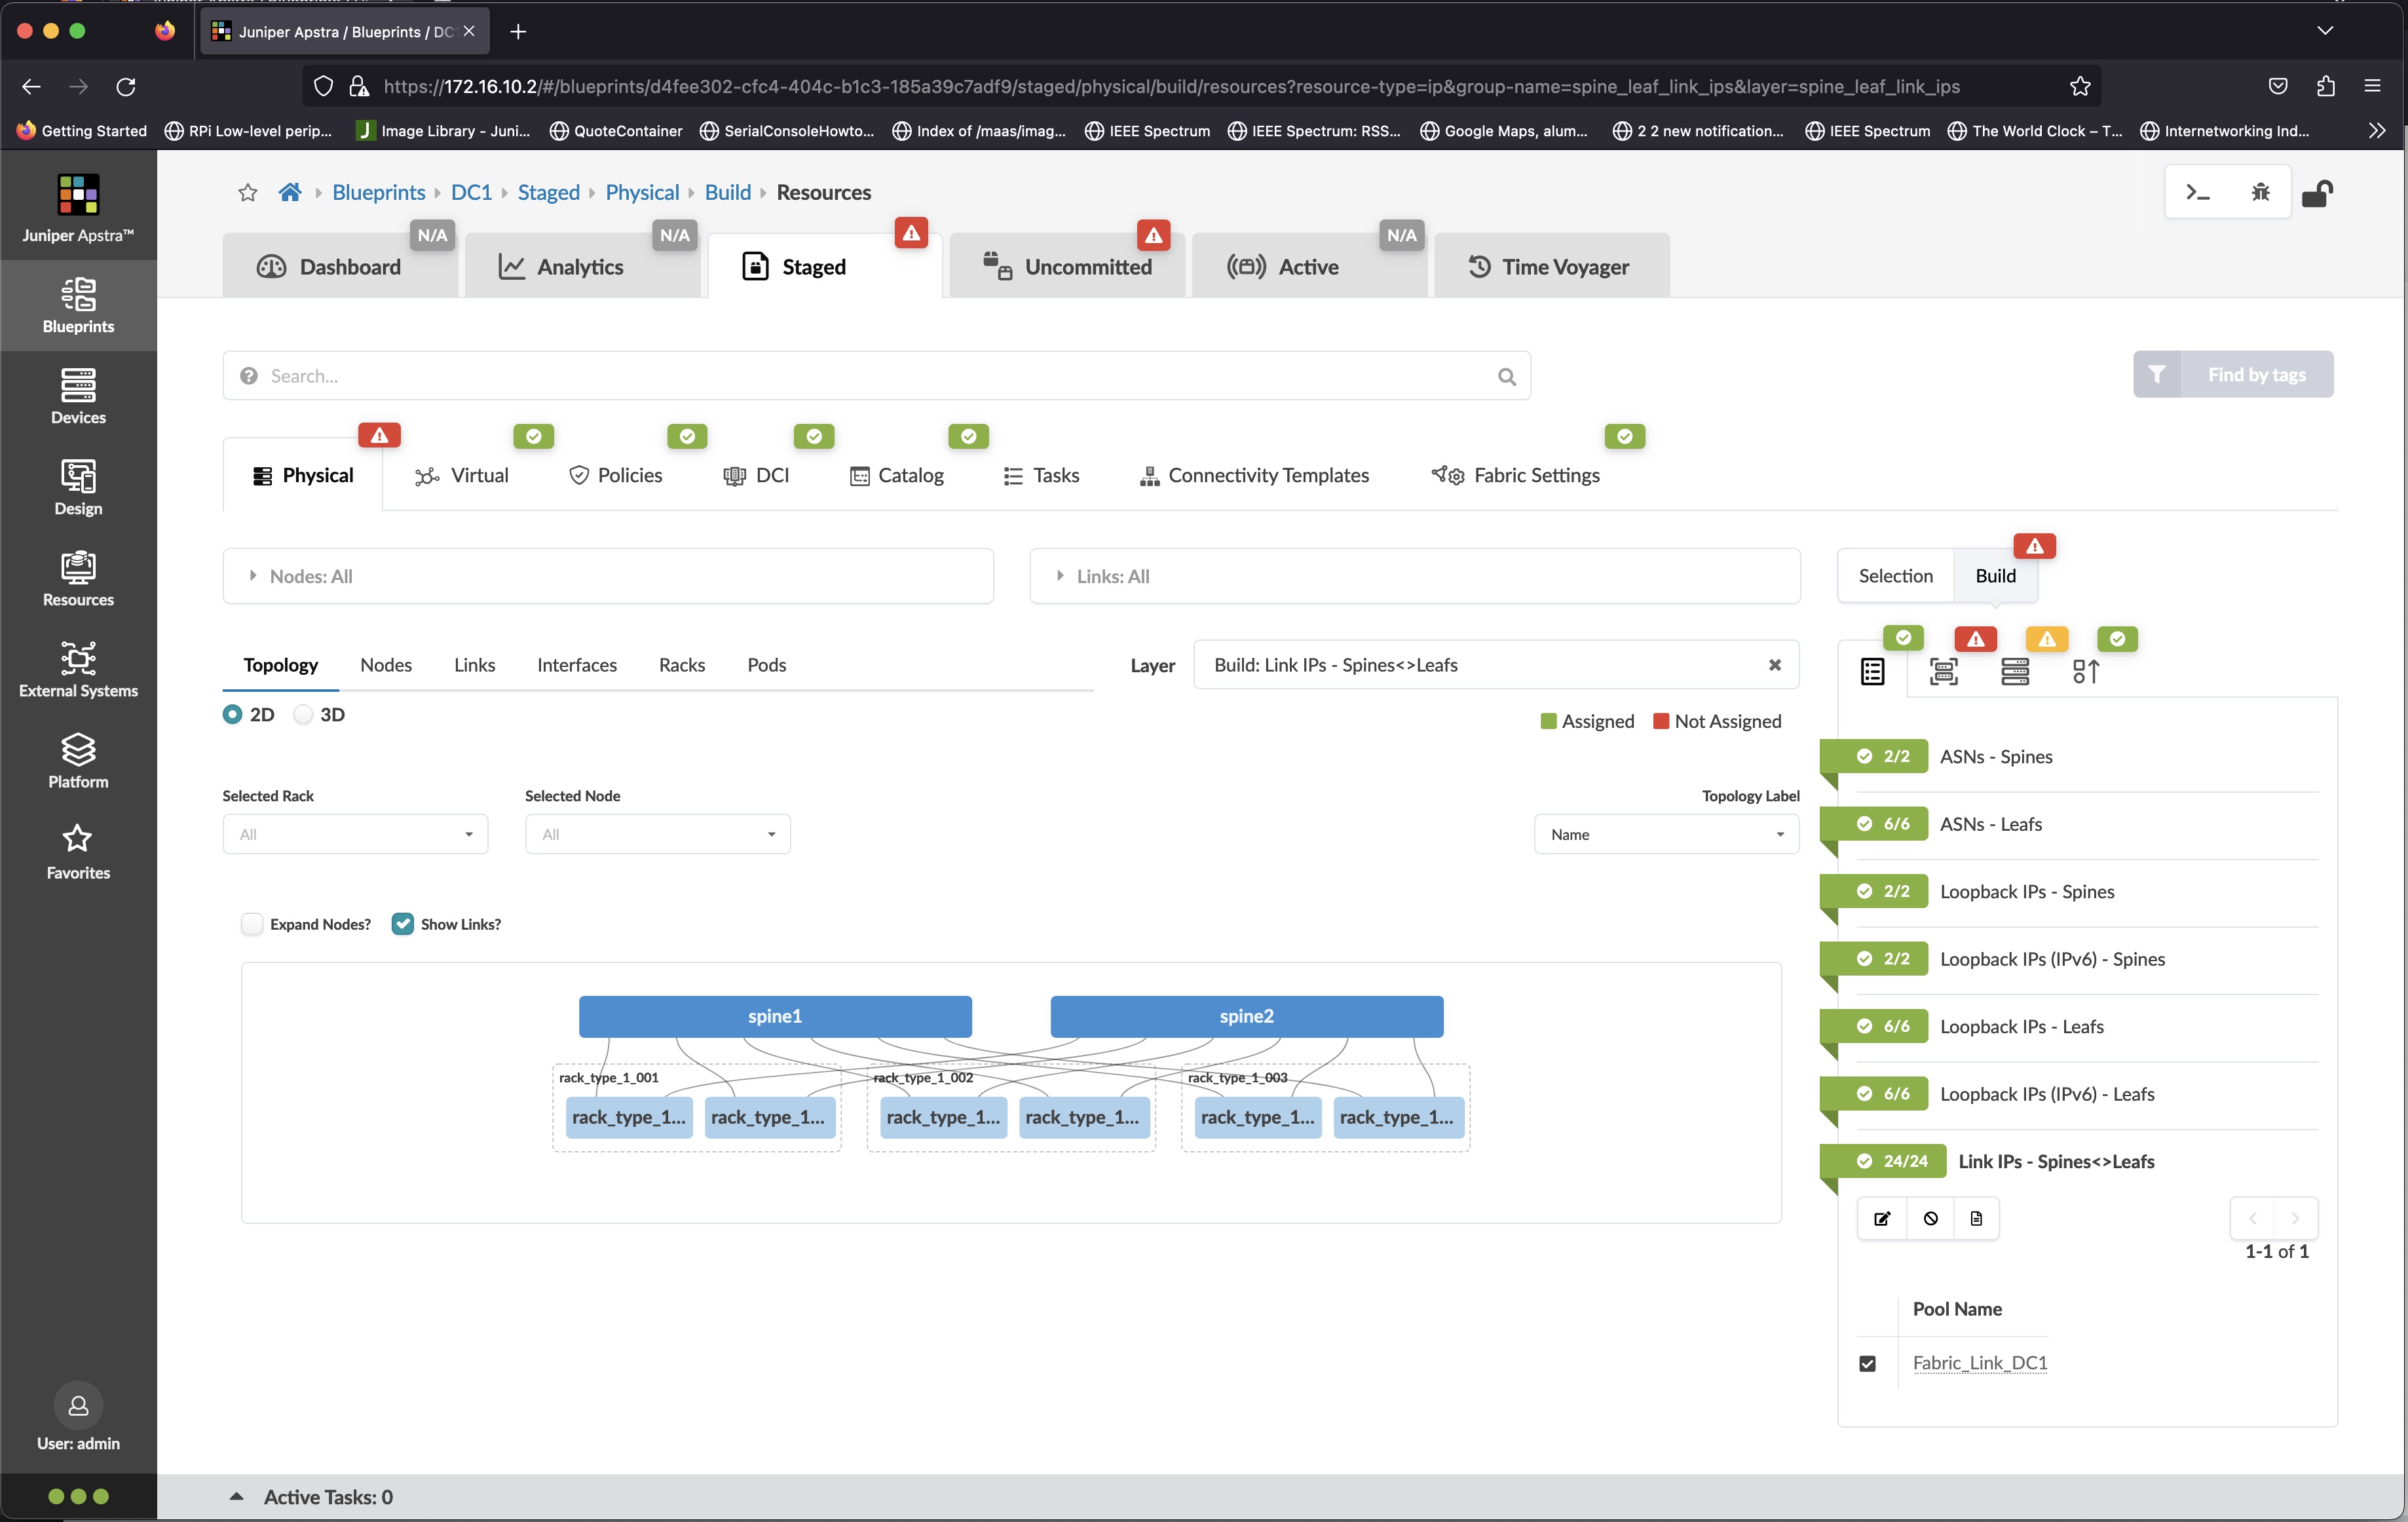 Juniper Apstra / Blueprints / DC
https://172.16.10.2/#/blueprints/d4fee302-cfc4-404c-b1c3-185a39c7adf9/staged/physical/build/resources?resource-type=ip&group-name=spine_leaf_link_ips&layer=spine_leaf_link_ips
Getting Started RPi Low-level perip... Image Library - Juni... QuoteContainer SerialConsoleHowto... Index of /maas/imag... IEEE Spectrum IEEE Spectrum: RSS... Google Maps, alum... 2 2 new notification... IEEE Spectrum The World Clock – T... Internetworking Ind...
Juniper Apstra™
Blueprints
Devices
Design
Resources
External Systems
Platform
Favorites
User: admin
Blueprints DC1 Staged Physical Build Resources
N/A N/A N/A
Dashboard Analytics Staged Uncommitted Active Time Voyager
Search... Find by tags
Physical Virtual Policies DCI Catalog Tasks Connectivity Templates Fabric Settings
Nodes: All Links: All Selection Build
Topology Nodes Links Interfaces Racks Pods Layer Build: Link IPs - Spines<>Leafs
2D 3D Assigned Not Assigned
Selected Rack Selected Node Topology Label
All All Name
Expand Nodes? Show Links?
spine1 spine2
rack_type_1_001 rack_type_1_002 rack_type_1_003
rack_type_1... rack_type_1... rack_type_1... rack_type_1... rack_type_1... rack_type_1...
2/2 ASNs - Spines
6/6 ASNs - Leafs
2/2 Loopback IPs - Spines
2/2 Loopback IPs (IPv6) - Spines
6/6 Loopback IPs - Leafs
6/6 Loopback IPs (IPv6) - Leafs
24/24 Link IPs - Spines<>Leafs
1-1 of 1
Pool Name
Fabric_Link_DC1
Active Tasks: 0